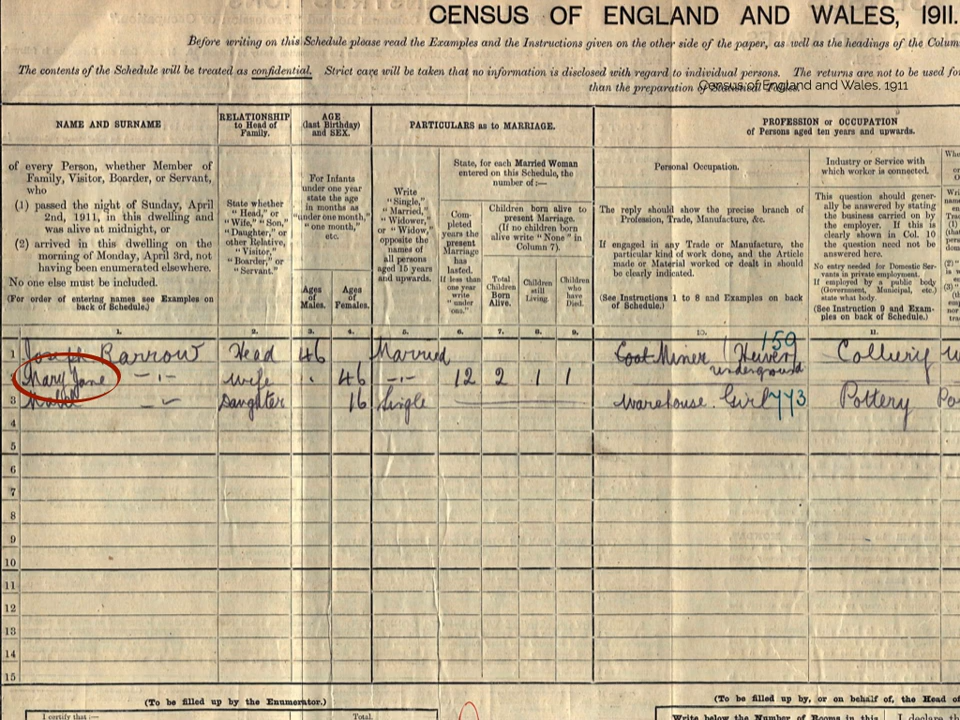 CENSUS OF ENGLAND AND WALES, 1911.
Before writing on this Schedule please read the Examples and the Instructions given on the other side of the paper, as well as the headings of the Colum
The contents of the Schedule will be treated as confidential. Strict care will be taken that no information is disclosed with regard to individual persons. The returns are not to be used for
than the preparation of Statistical Tables.
Census of England and Wales. 1911
NAME AND SURNAME
of every Person, whether Member of
Family, Visitor, Boarder, or Servant,
who
(1) passed the night of Sunday, April
2nd, 1911, in this dwelling and
was alive at midnight, or
(2) arrived in this dwelling on the
morning of Monday, April 3rd, not
having been enumerated elsewhere.
No one else must be included.
(For order of entering names see Examples on
back of Schedule.)
RELATIONSHIP
to Head of
Family.
State whether
"Head," or
"Wife," "Son,"
"Daughter," or
other Relative,
"Visitor,"
"Boarder," or
"Servant."
AGE
(last Birthday)
and SEX.
For Infants
under one year
state the age
in months as
"under one month,"
"one month,"
etc.
Ages
of
Males.
Ages
of
Females.
PARTICULARS as to MARRIAGE.
Write
"Single,"
"Married,"
"Widower,"
or "Widow,"
opposite the
names of
all persons
aged 15 years
and upwards.
State, for each Married Woman
entered on this Schedule, the
number of:—
Com-
pleted
years the
present
Marriage
has
lasted.
If less than
one year
write
"under
one."
Children born alive to
present Marriage.
(If no children born
alive write "None" in
Column 7).
Total
Children
Born
Alive.
Children
still
Living.
Children
who
have
Died.
PROFESSION or OCCUPATION
of Persons aged ten years and upwards.
Personal Occupation.
The reply should show the precise branch of
Profession, Trade, Manufacture, &c.
If engaged in any Trade or Manufacture, the
particular kind of work done, and the Article
made or Material worked or dealt in should
be clearly indicated.
(See Instructions 1 to 8 and Examples on back
of Schedule.)
Industry or Service with
which worker is connected.
This question should gener-
ally be answered by stating
the business carried on by
the employer. If this is
clearly shown in Col. 10
the question need not be
answered here.
No entry needed for Domestic Ser-
vants in private employment.
If employed by a public body
(Government, Municipal, etc.)
state what body.
(See Instruction 9 and Exam-
ples on back of Schedule.)
1. 2. 3. 4. 5. 6. 7. 8. 9. 10. 11.
159
1 Joseph Barrow Head 46 Married Coal Miner Hewer Colliery
underground
Mary Jane —"— Wife 46 —"— 12 2 1 1
3 Mabel —"— Daughter 16 Single Warehouse Girl 773 Pottery
4
5
6
7
8
9
10
11
12
13
14
15
(To be filled up by the Enumerator.)
(To be filled up by, or on behalf of, the Head of
I certify that:—
Total.
Write below the Number of Rooms in this
I declare